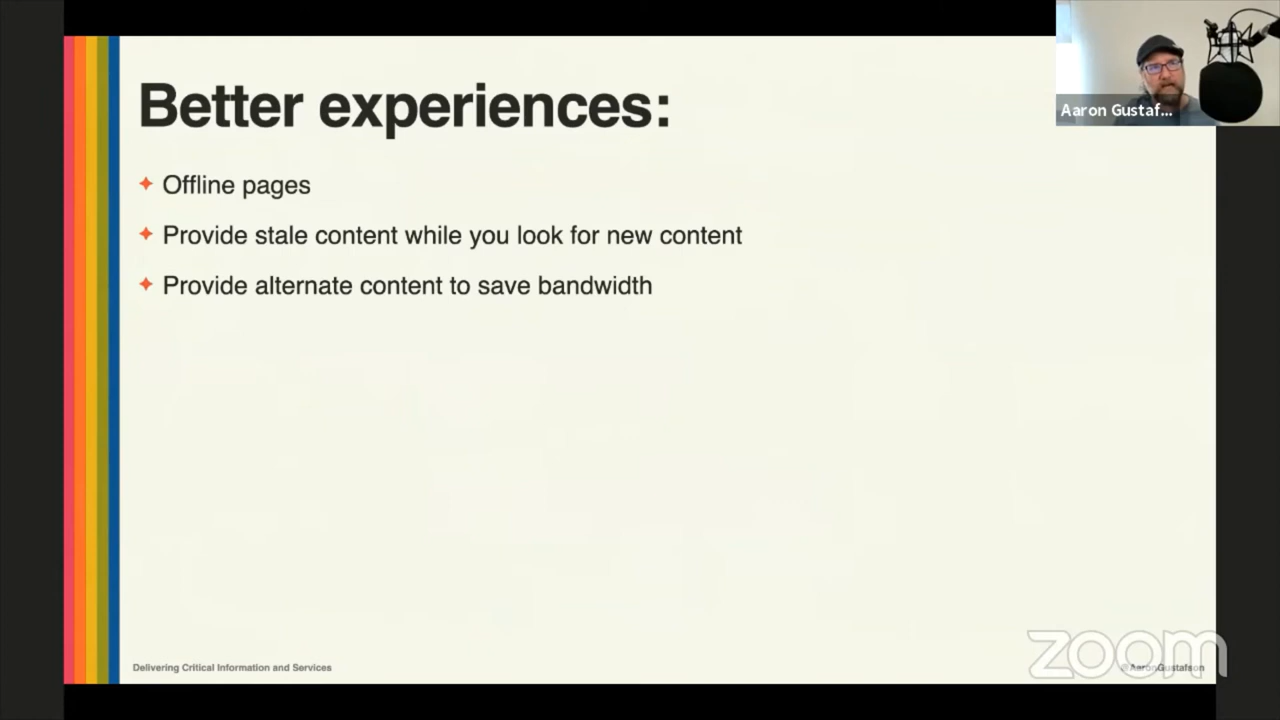 Better experiences:
Aaron Gustaf...
Offline pages
Provide stale content while you look for new content
Provide alternate content to save bandwidth
Delivering Critical Information and Services
zoom
@AaronGustafson